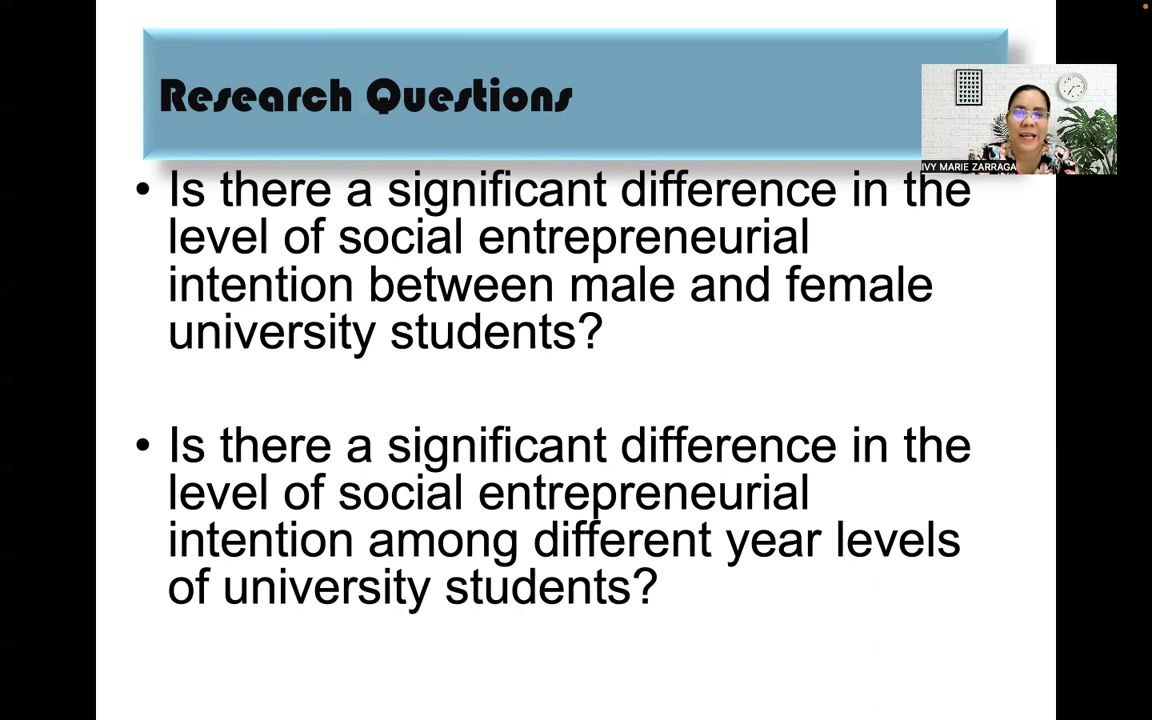 Research Questions
IVY MARIE ZARRAGA
• Is there a significant difference in the
level of social entrepreneurial
intention between male and female
university students?
• Is there a significant difference in the
level of social entrepreneurial
intention among different year levels
of university students?